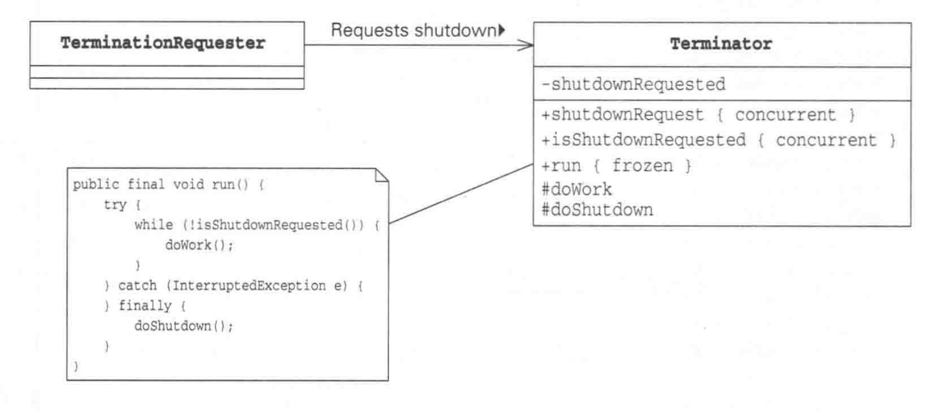 Requests shutdown▶
TerminationRequester
Terminator
-shutdownRequested
+shutdownRequest { concurrent }
+isShutdownRequested { concurrent }
+run { frozen }
#doWork
#doShutdown
public final void run() {
try {
while (!isShutdownRequested()) {
doWork();
}
} catch (InterruptedException e) {
} finally {
doShutdown();
}
}